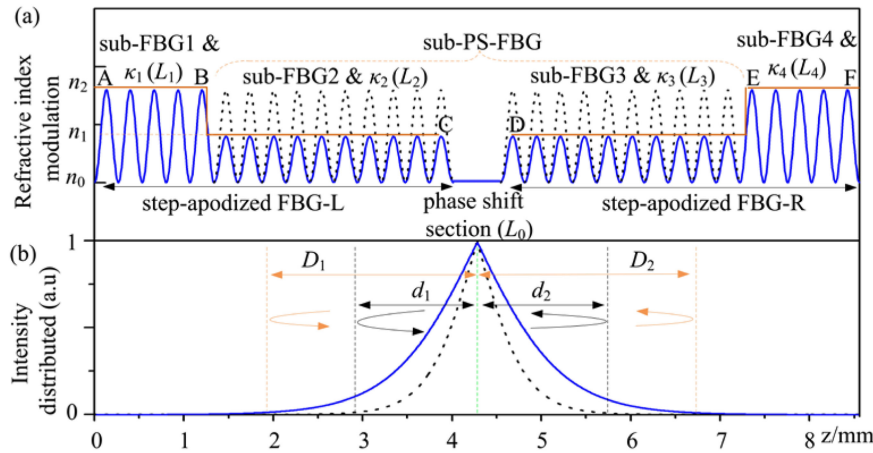 (a)
sub-FBG1 &
κ1 (L1)
sub-PS-FBG
sub-FBG4 &
κ4 (L4)
sub-FBG2 & κ2 (L2)
sub-FBG3 & κ3 (L3)
A
B
C
D
E
F
n2
n1
n0
Refractive index
modulation
step-apodized FBG-L
phase shift
section (L0)
step-apodized FBG-R
(b)
1
0
Intensity
distributed (a.u)
D1
D2
d1
d2
0 1 2 3 4 5 6 7 8 z/mm